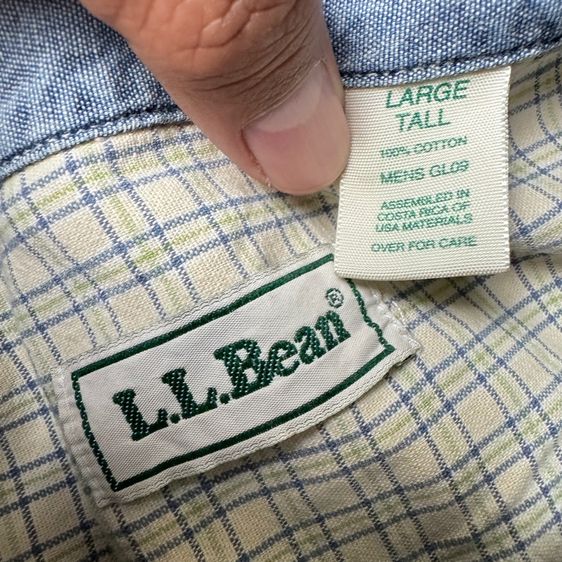 LARGE
TALL
100% COTTON
MENS GL09
ASSEMBLED IN
COSTA RICA OF
USA MATERIALS
OVER FOR CARE
L.L.Bean®